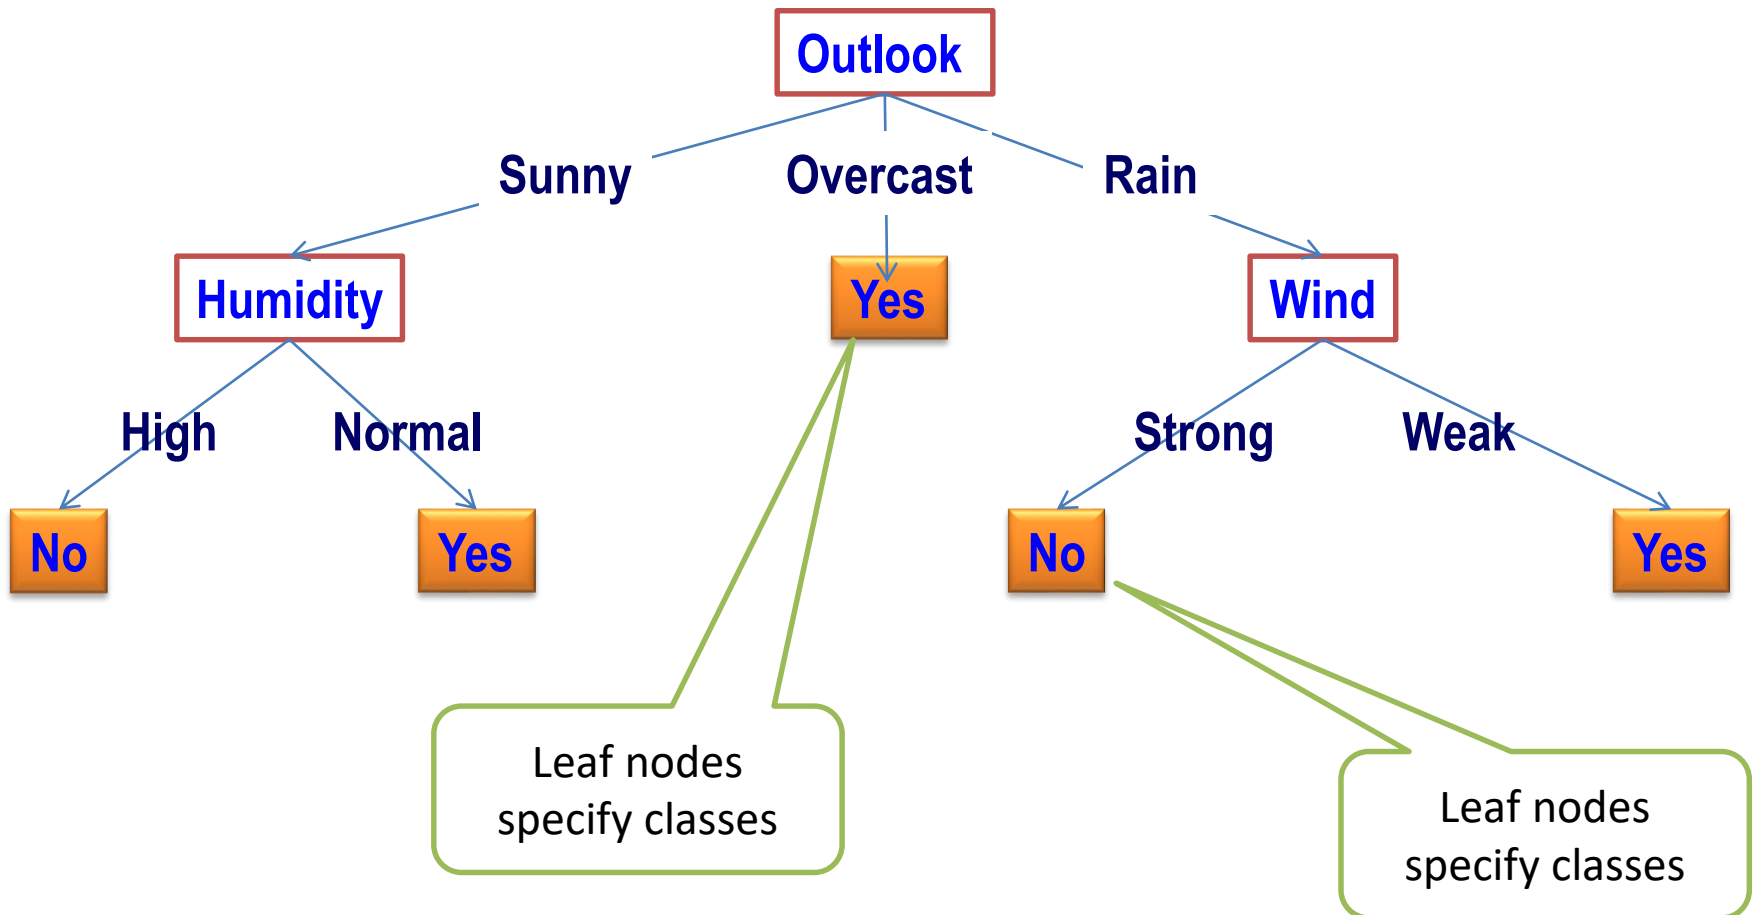 Outlook
Sunny
Overcast
Rain
Humidity
Yes
Wind
High
Normal
Strong
Weak
No
Yes
No
Yes
Leaf nodes
specify classes
Leaf nodes
specify classes